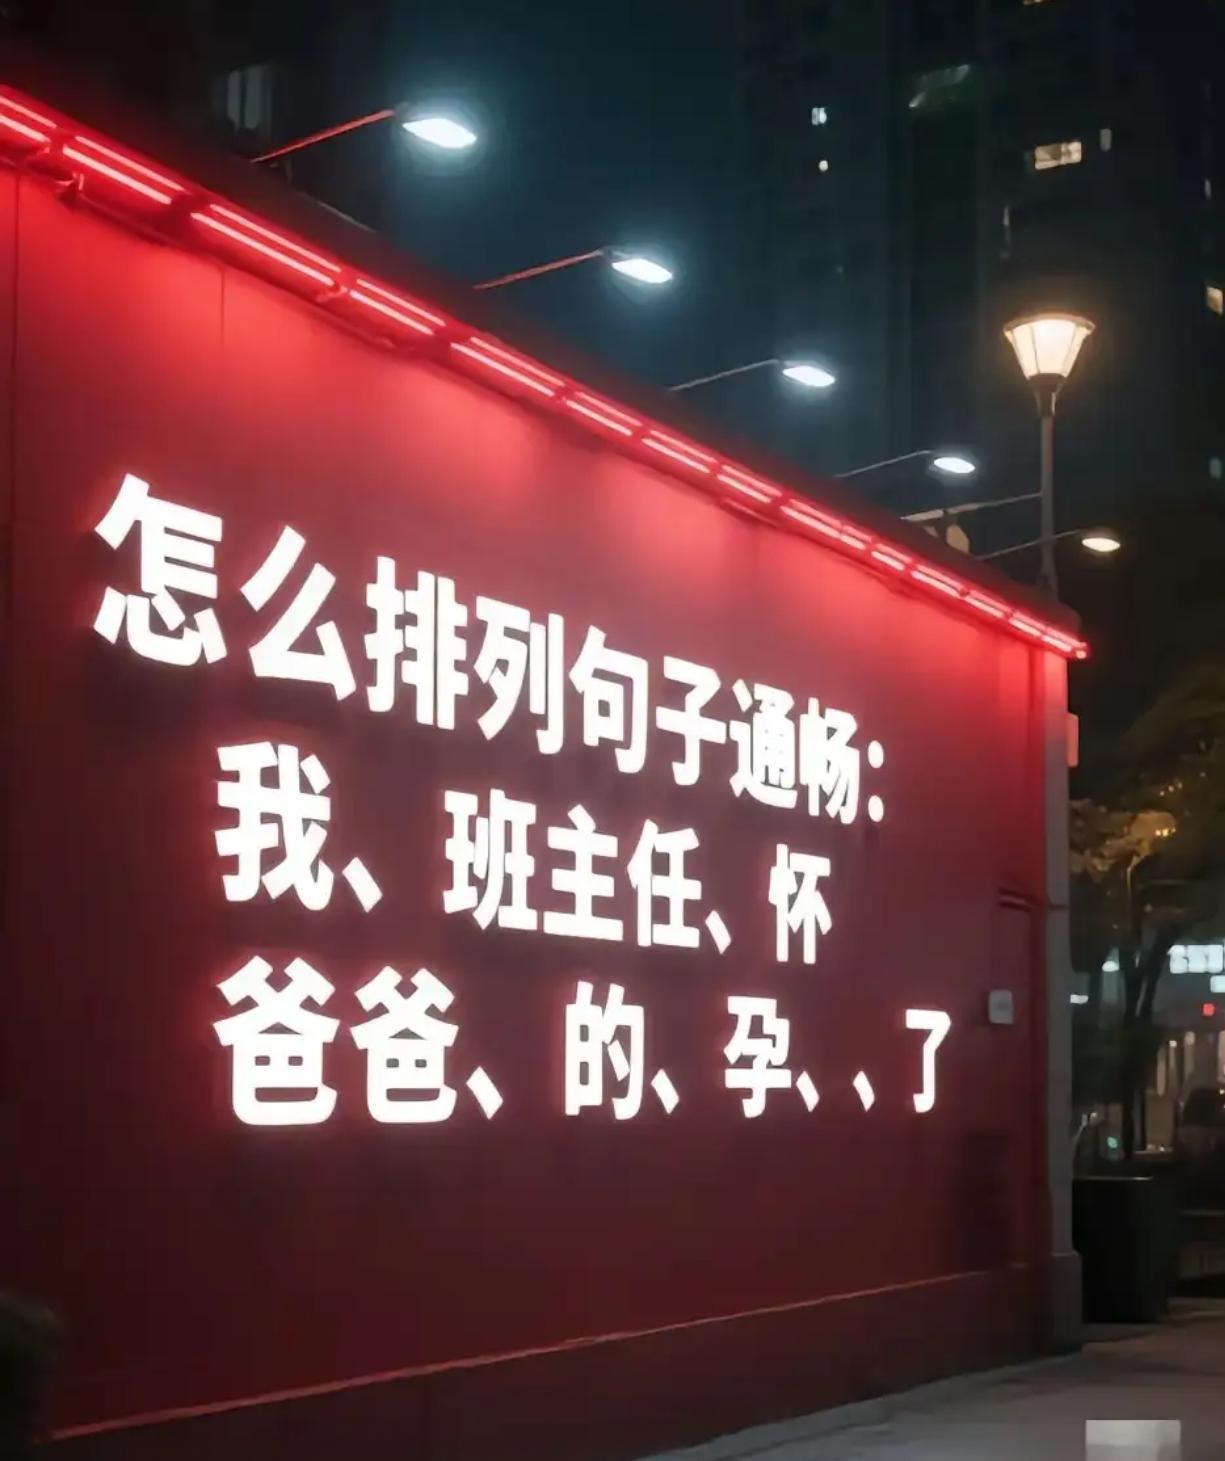 怎么排列句子通畅：
我、班主任、怀
爸爸、的、孕、、了